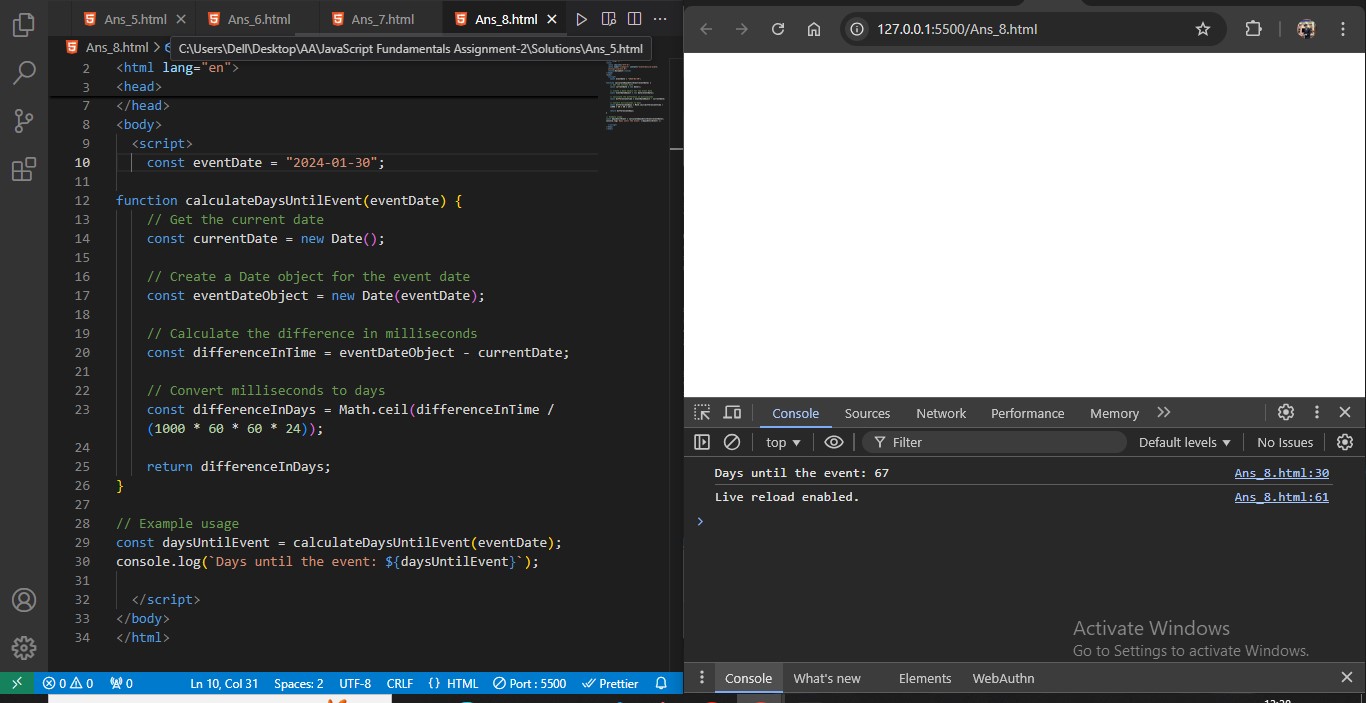 Ans_5.html
Ans_6.html
Ans_7.html
Ans_8.html
Ans_8.html
C:\Users\Dell\Desktop\AA\JavaScript Fundamentals Assignment-2\Solutions\Ans_5.html
2 <html lang="en">
3 <head>
7 </head>
8 <body>
9 <script>
10 const eventDate = "2024-01-30";
11
12 function calculateDaysUntilEvent(eventDate) {
13 // Get the current date
14 const currentDate = new Date();
15
16 // Create a Date object for the event date
17 const eventDateObject = new Date(eventDate);
18
19 // Calculate the difference in milliseconds
20 const differenceInTime = eventDateObject - currentDate;
21
22 // Convert milliseconds to days
23 const differenceInDays = Math.ceil(differenceInTime /
(1000 * 60 * 60 * 24));
24
25 return differenceInDays;
26 }
27
28 // Example usage
29 const daysUntilEvent = calculateDaysUntilEvent(eventDate);
30 console.log(`Days until the event: ${daysUntilEvent}`);
31
32 </script>
33 </body>
34 </html>
0 0 0 Ln 10, Col 31 Spaces: 2 UTF-8 CRLF {} HTML Port : 5500 Prettier
127.0.0.1:5500/Ans_8.html
Console Sources Network Performance Memory
top Filter Default levels No Issues
Days until the event: 67 Ans_8.html:30
Live reload enabled. Ans_8.html:61
Activate Windows
Go to Settings to activate Windows.
Console What's new Elements WebAuthn